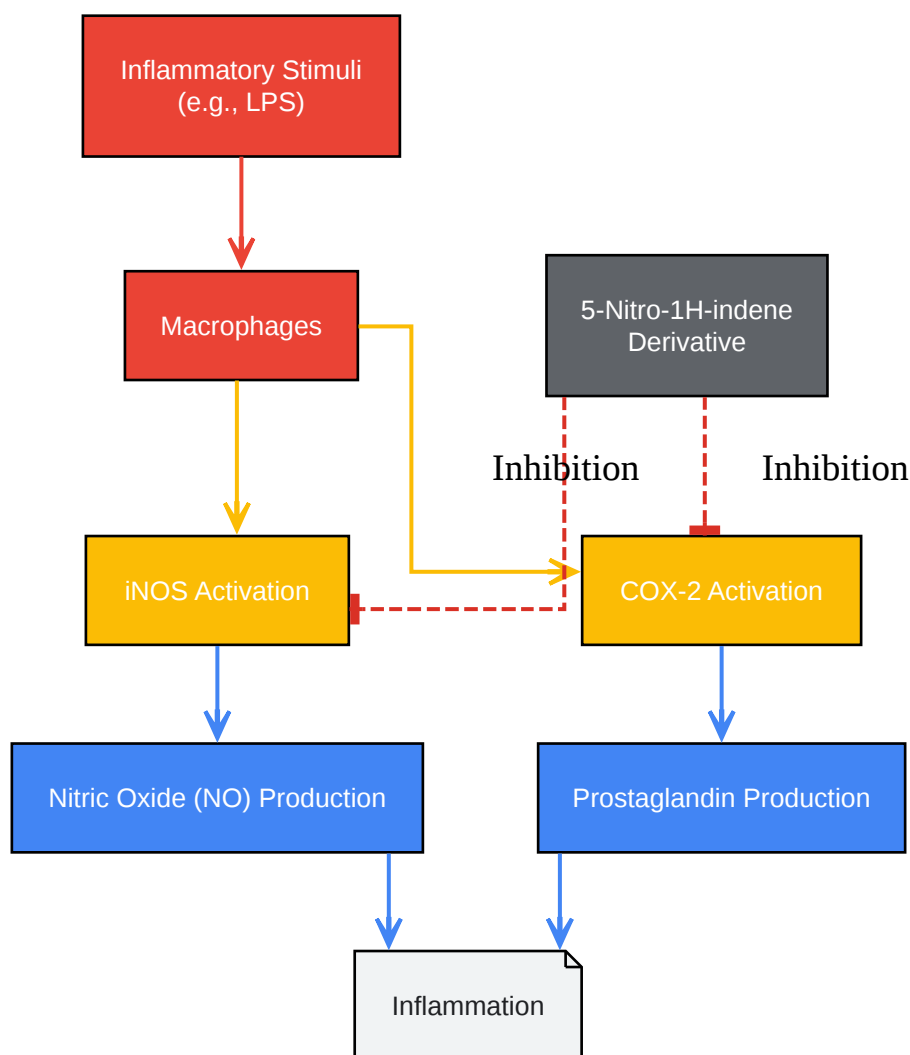 Inflammatory Stimuli
(e.g., LPS)
Macrophages
5-Nitro-1H-indene
Derivative
Inhibition
Inhibition
iNOS Activation
COX-2 Activation
Nitric Oxide (NO) Production
Prostaglandin Production
Inflammation